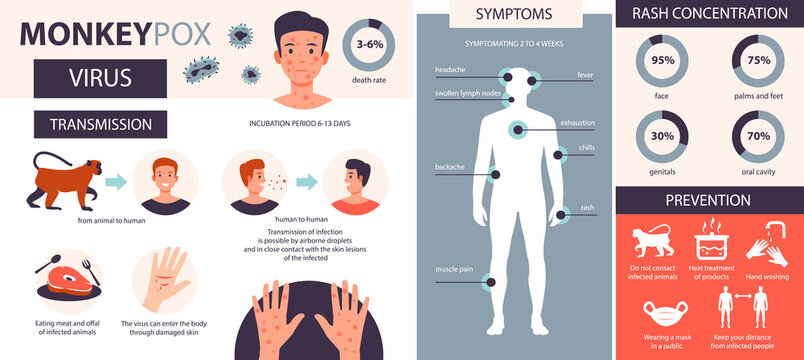 MONKEYPOX
VIRUS
3-6%
death rate
TRANSMISSION
INCUBATION PERIOD 6-13 DAYS
from animal to human
human to human
Transmission of infection
is possible by airborne droplets
and in close contact with the skin lesions
of the infected
Eating meat and offal
of infected animals
The virus can enter the body
through damaged skin
SYMPTOMS
SYMPTOMATING 2 TO 4 WEEKS
headache
fever
swollen lymph nodes
exhaustion
chills
backache
rash
muscle pain
RASH CONCENTRATION
95%
face
75%
palms and feet
30%
genitals
70%
oral cavity
PREVENTION
Do not contact
infected animals
Heat treatment
of products
Hand washing
Wearing a mask
in a public
Keep your distance
from infected people